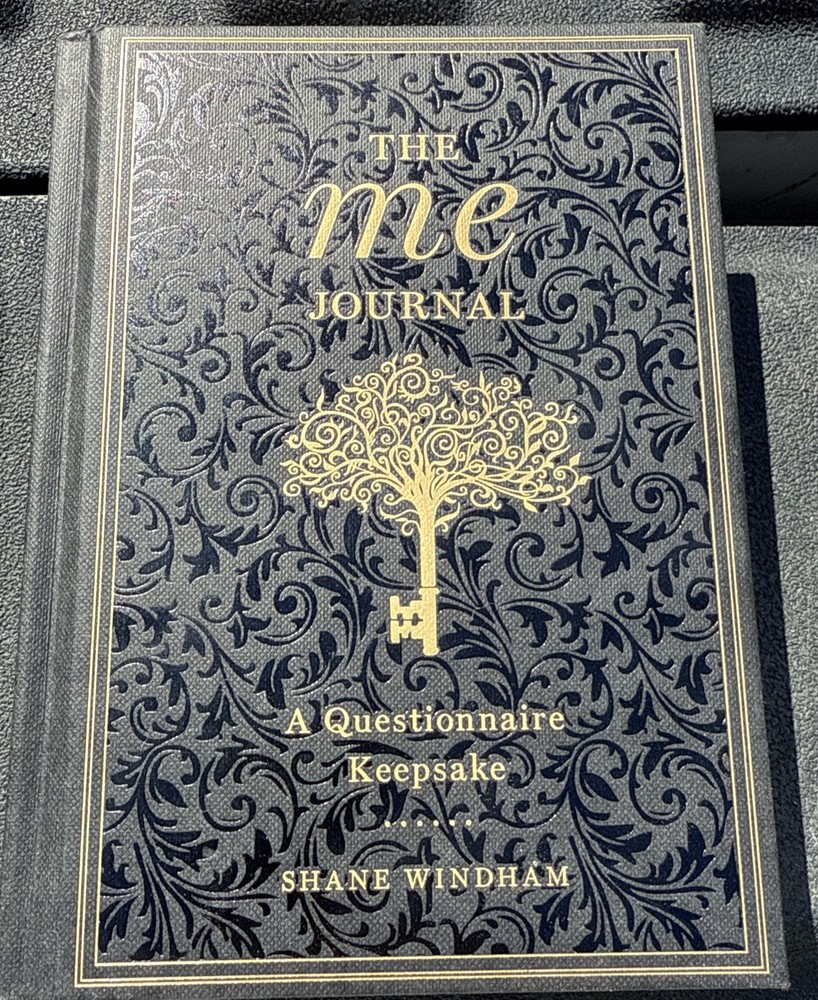 THE
me
JOURNAL
A Questionnaire
Keepsake
SHANE WINDHAM